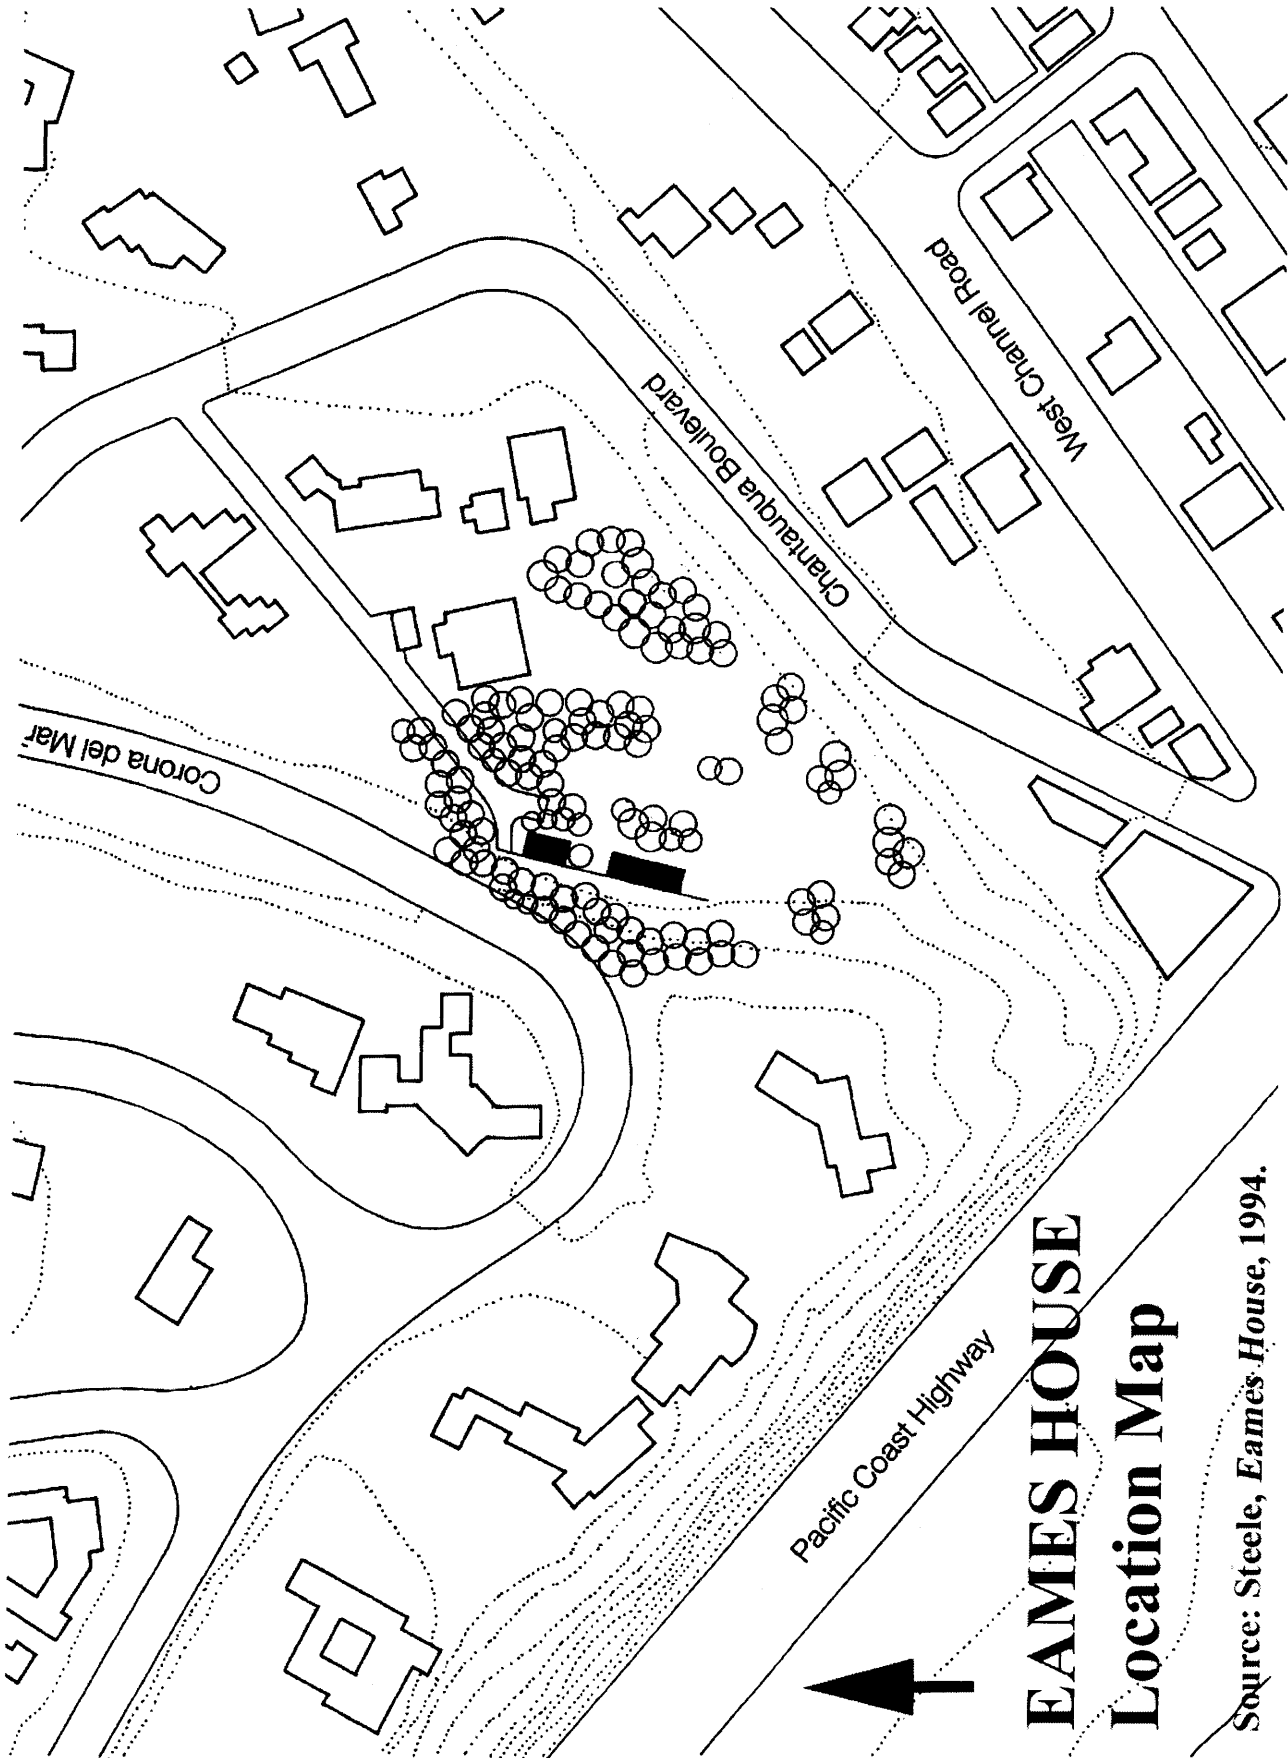 Corona del Mar
Chantauqua Boulevard
West Channel Road
Pacific Coast Highway
EAMES HOUSE
Location Map
Source: Steele, Eames House, 1994.